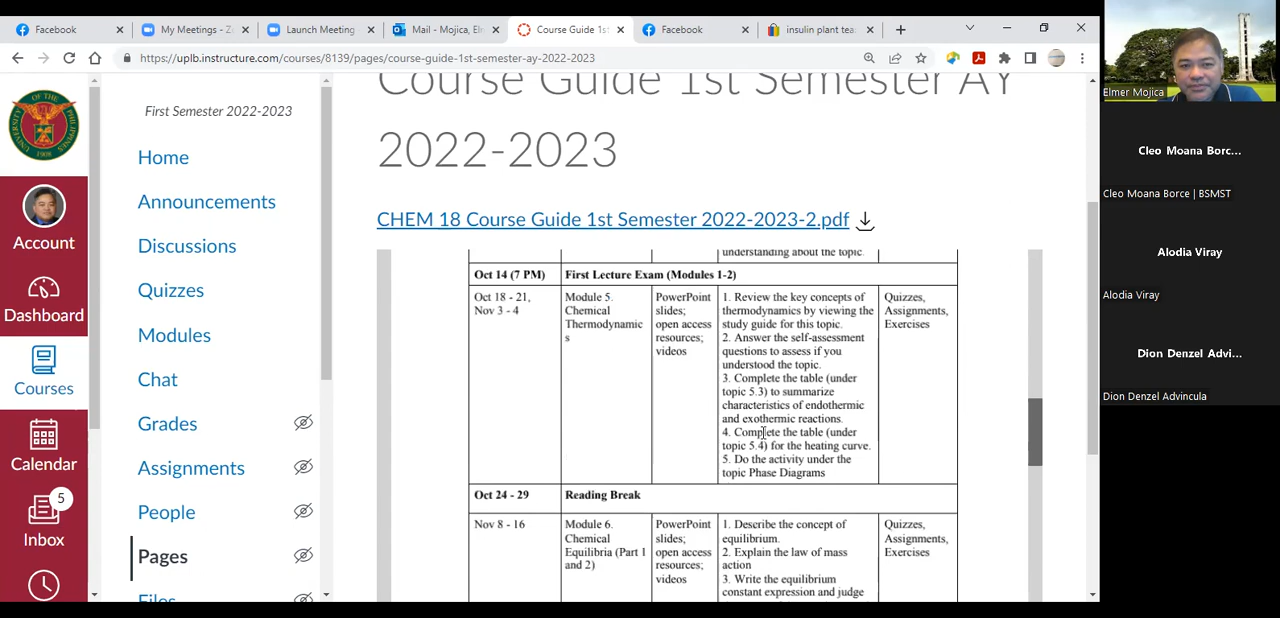 Facebook
My Meetings - Z
Launch Meeting
Mail - Mojica, Eln
Course Guide 1st
Facebook
insulin plant tea
https://uplb.instructure.com/courses/8139/pages/course-guide-1st-semester-ay-2022-2023
OF THE
1908
Account
Dashboard
Courses
Calendar
5
Inbox
First Semester 2022-2023
Home
Announcements
Discussions
Quizzes
Modules
Chat
Grades
Assignments
People
Pages
Files
Course Guide 1st Semester AY
2022-2023
CHEM 18 Course Guide 1st Semester 2022-2023-2.pdf
understanding about the topic.
Oct 14 (7 PM)
First Lecture Exam (Modules 1-2)
Oct 18 - 21,
Nov 3 - 4
Module 5.
Chemical
Thermodynamic
s
PowerPoint
slides;
open access
resources;
videos
1. Review the key concepts of
thermodynamics by viewing the
study guide for this topic.
2. Answer the self-assessment
questions to assess if you
understood the topic.
3. Complete the table (under
topic 5.3) to summarize
characteristics of endothermic
and exothermic reactions.
4. Complete the table (under
topic 5.4) for the heating curve.
5. Do the activity under the
topic Phase Diagrams
Quizzes,
Assignments,
Exercises
Oct 24 - 29
Reading Break
Nov 8 - 16
Module 6.
Chemical
Equilibria (Part 1
and 2)
PowerPoint
slides;
open access
resources;
videos
1. Describe the concept of
equilibrium.
2. Explain the law of mass
action
3. Write the equilibrium
constant expression and judge
Quizzes,
Assignments,
Exercises
Elmer Mojica
Cleo Moana Borc...
Cleo Moana Borce | BSMST
Alodia Viray
Alodia Viray
Dion Denzel Advi...
Dion Denzel Advincula